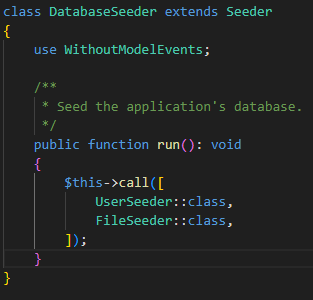 class DatabaseSeeder extends Seeder
{
    use WithoutModelEvents;

    /**
     * Seed the application's database.
     */
    public function run(): void
    {
        $this->call([
            UserSeeder::class,
            FileSeeder::class,
        ]);
    }
}